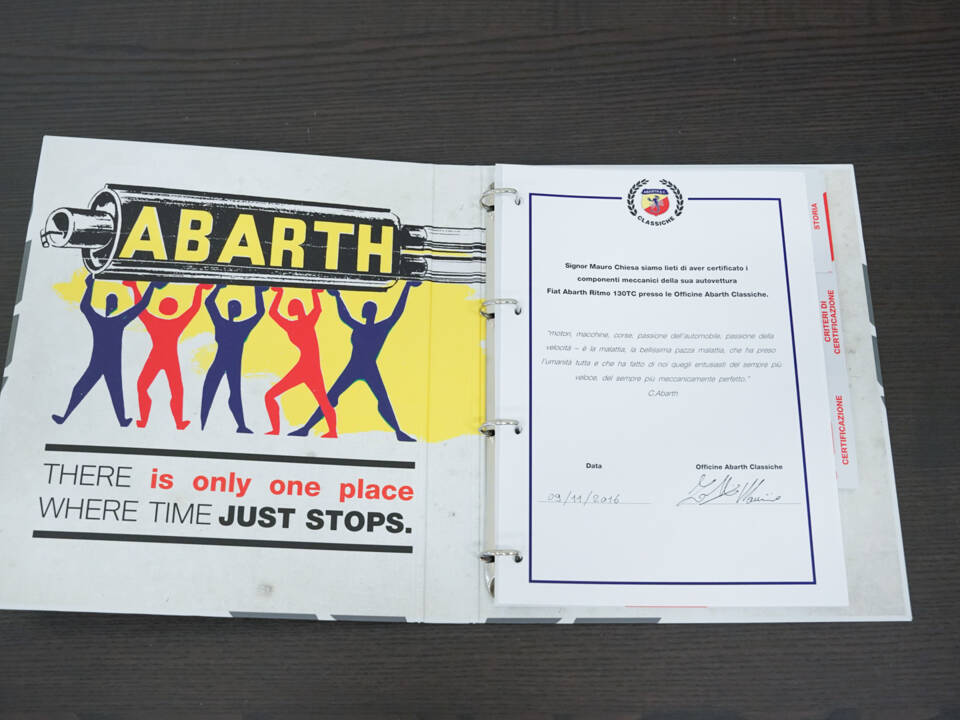 ABARTH
THERE is only one place
WHERE TIME JUST STOPS.
ABARTH & C.
CLASSICHE
Signor Mauro Chiesa siamo lieti di aver certificato i
componenti meccanici della sua autovettura
Fiat Abarth Ritmo 130TC presso le Officine Abarth Classiche.
"motori, macchine, corse, passione dell'automobile, passione della
velocità – è la malattia, la bellissima pazza malattia, che ha preso
l'umanità tutta e che ha fatto di noi quegli entusiasti del sempre più
veloce, del sempre più meccanicamente perfetto."
C.Abarth
Data
Officine Abarth Classiche
09/11/2016
STORIA
CRITERI DI
CERTIFICAZIONE
CERTIFICAZIONE